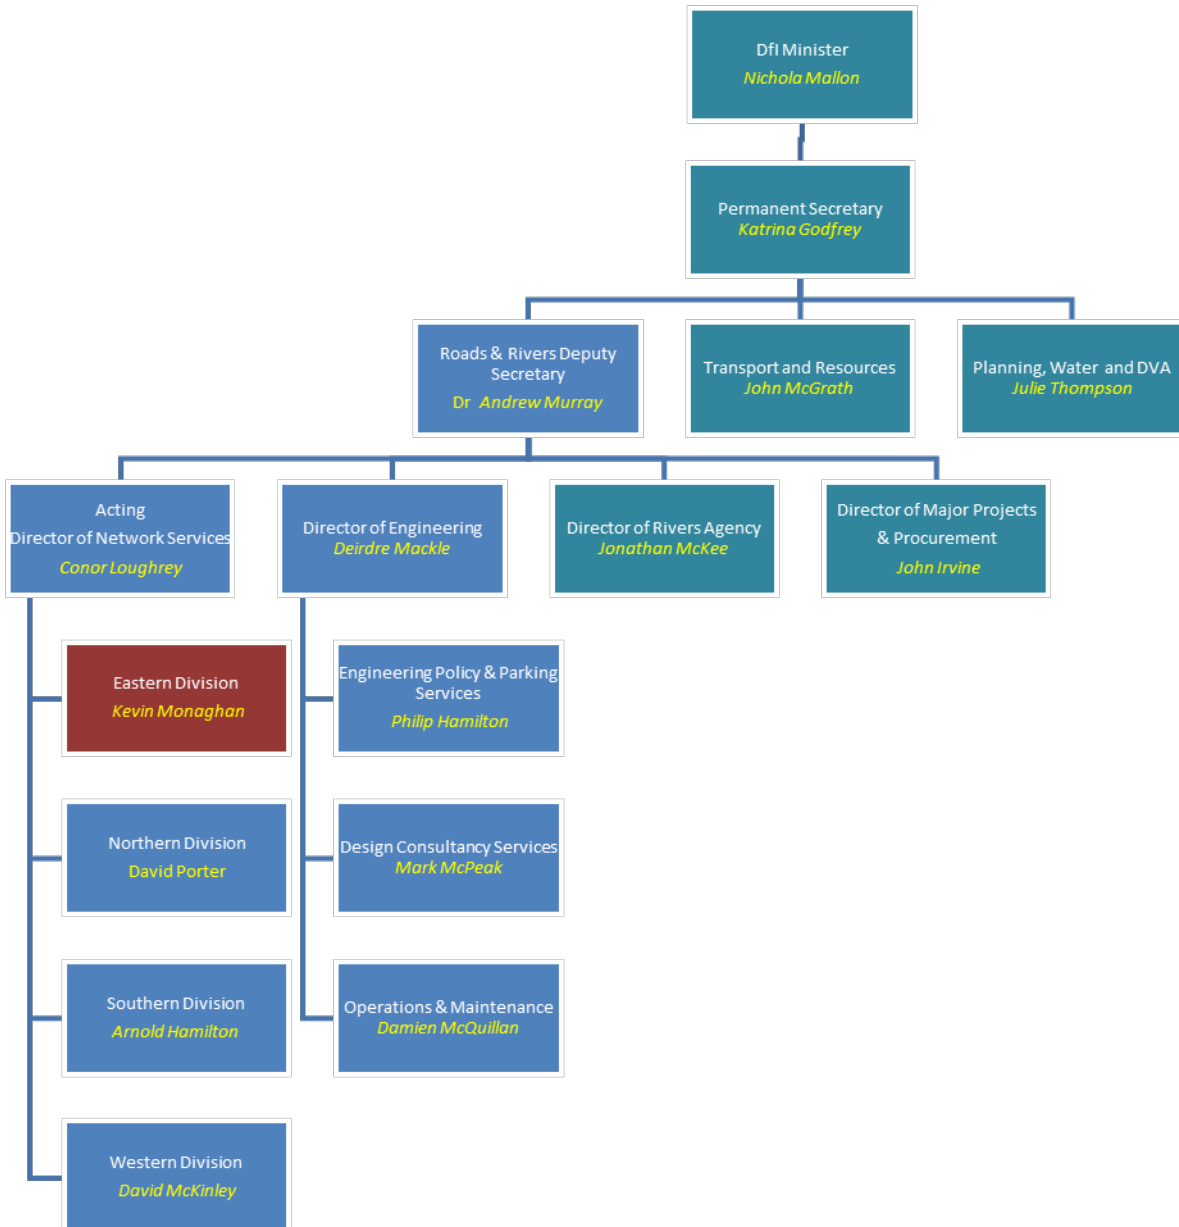 DfI Minister
Nichola Mallon
Permanent Secretary
Katrina Godfrey
Roads & Rivers Deputy
Secretary
Dr Andrew Murray
Transport and Resources
John McGrath
Planning, Water and DVA
Julie Thompson
Acting
Director of Network Services
Conor Loughrey
Director of Engineering
Deirdre Mackle
Director of Rivers Agency
Jonathan McKee
Director of Major Projects
& Procurement
John Irvine
Eastern Division
Kevin Monaghan
Engineering Policy & Parking
Services
Philip Hamilton
Northern Division
David Porter
Design Consultancy Services
Mark McPeak
Southern Division
Arnold Hamilton
Operations & Maintenance
Damien McQuillan
Western Division
David McKinley